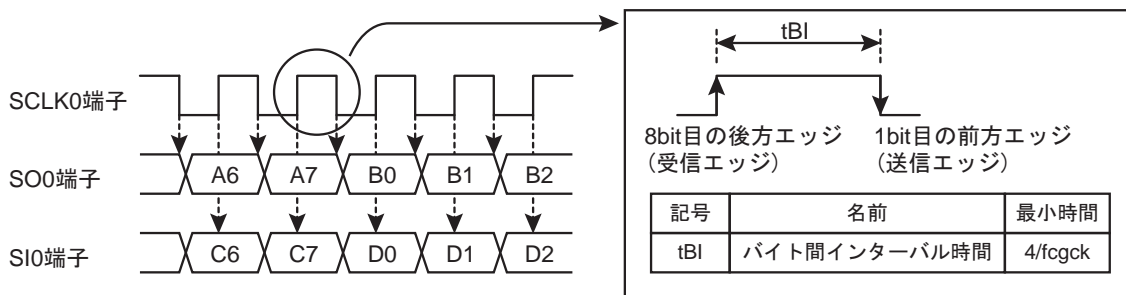 SCLK0端子
SO0端子
A6 A7 B0 B1 B2
SI0端子
C6 C7 D0 D1 D2
tBI
8bit目の後方エッジ
(受信エッジ)
1bit目の前方エッジ
(送信エッジ)
記号 名前 最小時間
tBI バイト間インターバル時間 4/fcgck